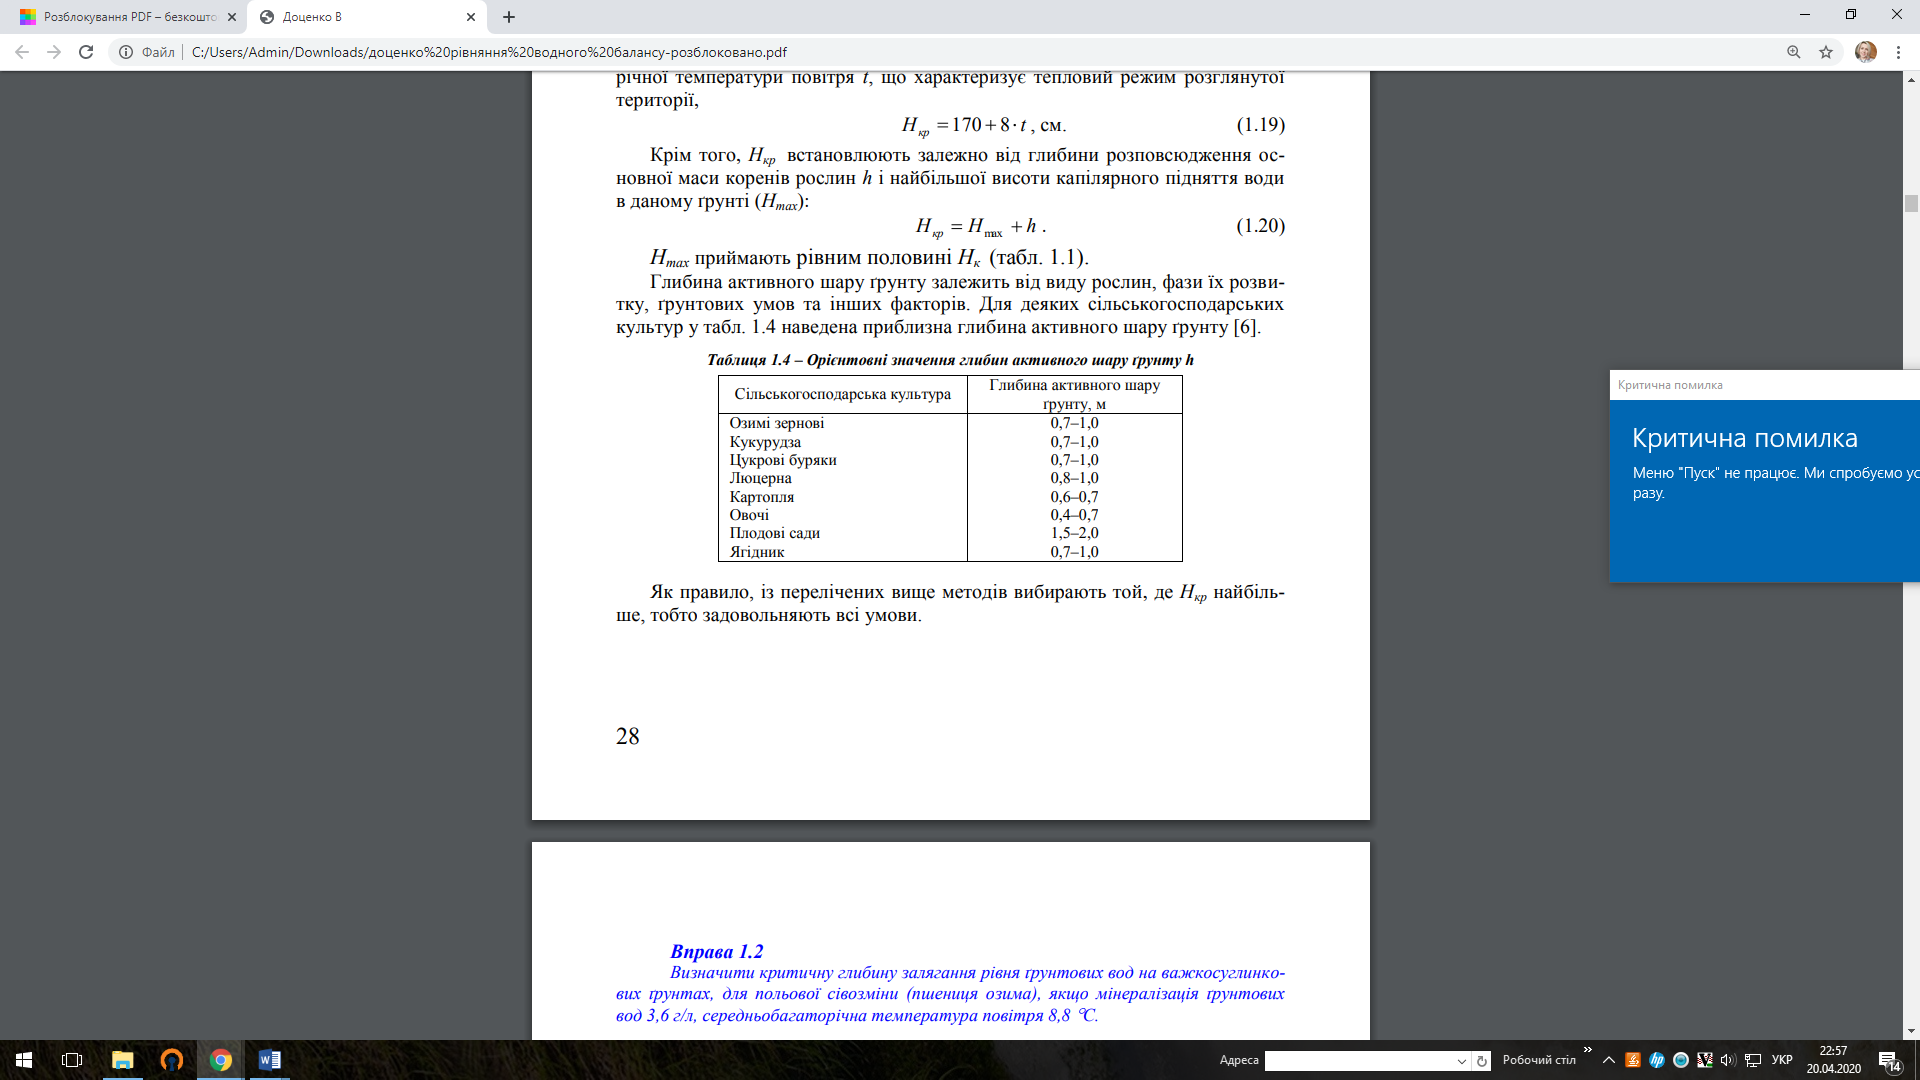 Розблокування PDF – безкошто
Доценко В
Файл
C:/Users/Admin/Downloads/доценко%20рівняння%20водного%20балансу-розблоковано.pdf
річної температури повітря t, що характеризує тепловий режим розглянутої
території,
Hкр = 170 + 8 · t , см. (1.19)
Крім того, Hкр встановлюють залежно від глибини розповсюдження ос-
новної маси коренів рослин h і найбільшої висоти капілярного підняття води
в даному ґрунті (Hmax):
Hкр = Hmax + h . (1.20)
Hmax приймають рівним половині Hк (табл. 1.1).
Глибина активного шару ґрунту залежить від виду рослин, фази їх розви-
тку, ґрунтових умов та інших факторів. Для деяких сільськогосподарських
культур у табл. 1.4 наведена приблизна глибина активного шару ґрунту [6].
Таблиця 1.4 – Орієнтовні значення глибин активного шару ґрунту h
Сільськогосподарська культура
Глибина активного шару
ґрунту, м
Озимі зернові 0,7–1,0
Кукурудза 0,7–1,0
Цукрові буряки 0,7–1,0
Люцерна 0,8–1,0
Картопля 0,6–0,7
Овочі 0,4–0,7
Плодові сади 1,5–2,0
Ягідник 0,7–1,0
Як правило, із перелічених вище методів вибирають той, де Hкр найбіль-
ше, тобто задовольняють всі умови.
28
Вправа 1.2
Визначити критичну глибину залягання рівня ґрунтових вод на важкосуглинко-
вих ґрунтах, для польової сівозміни (пшениця озима), якщо мінералізація ґрунтових
вод 3,6 г/л, середньобагаторічна температура повітря 8,8 °С.
Критична помилка
Критична помилка
Меню "Пуск" не працює. Ми спробуємо ус
разу.
Адреса
Робочий стіл
УКР
22:57
20.04.2020
14